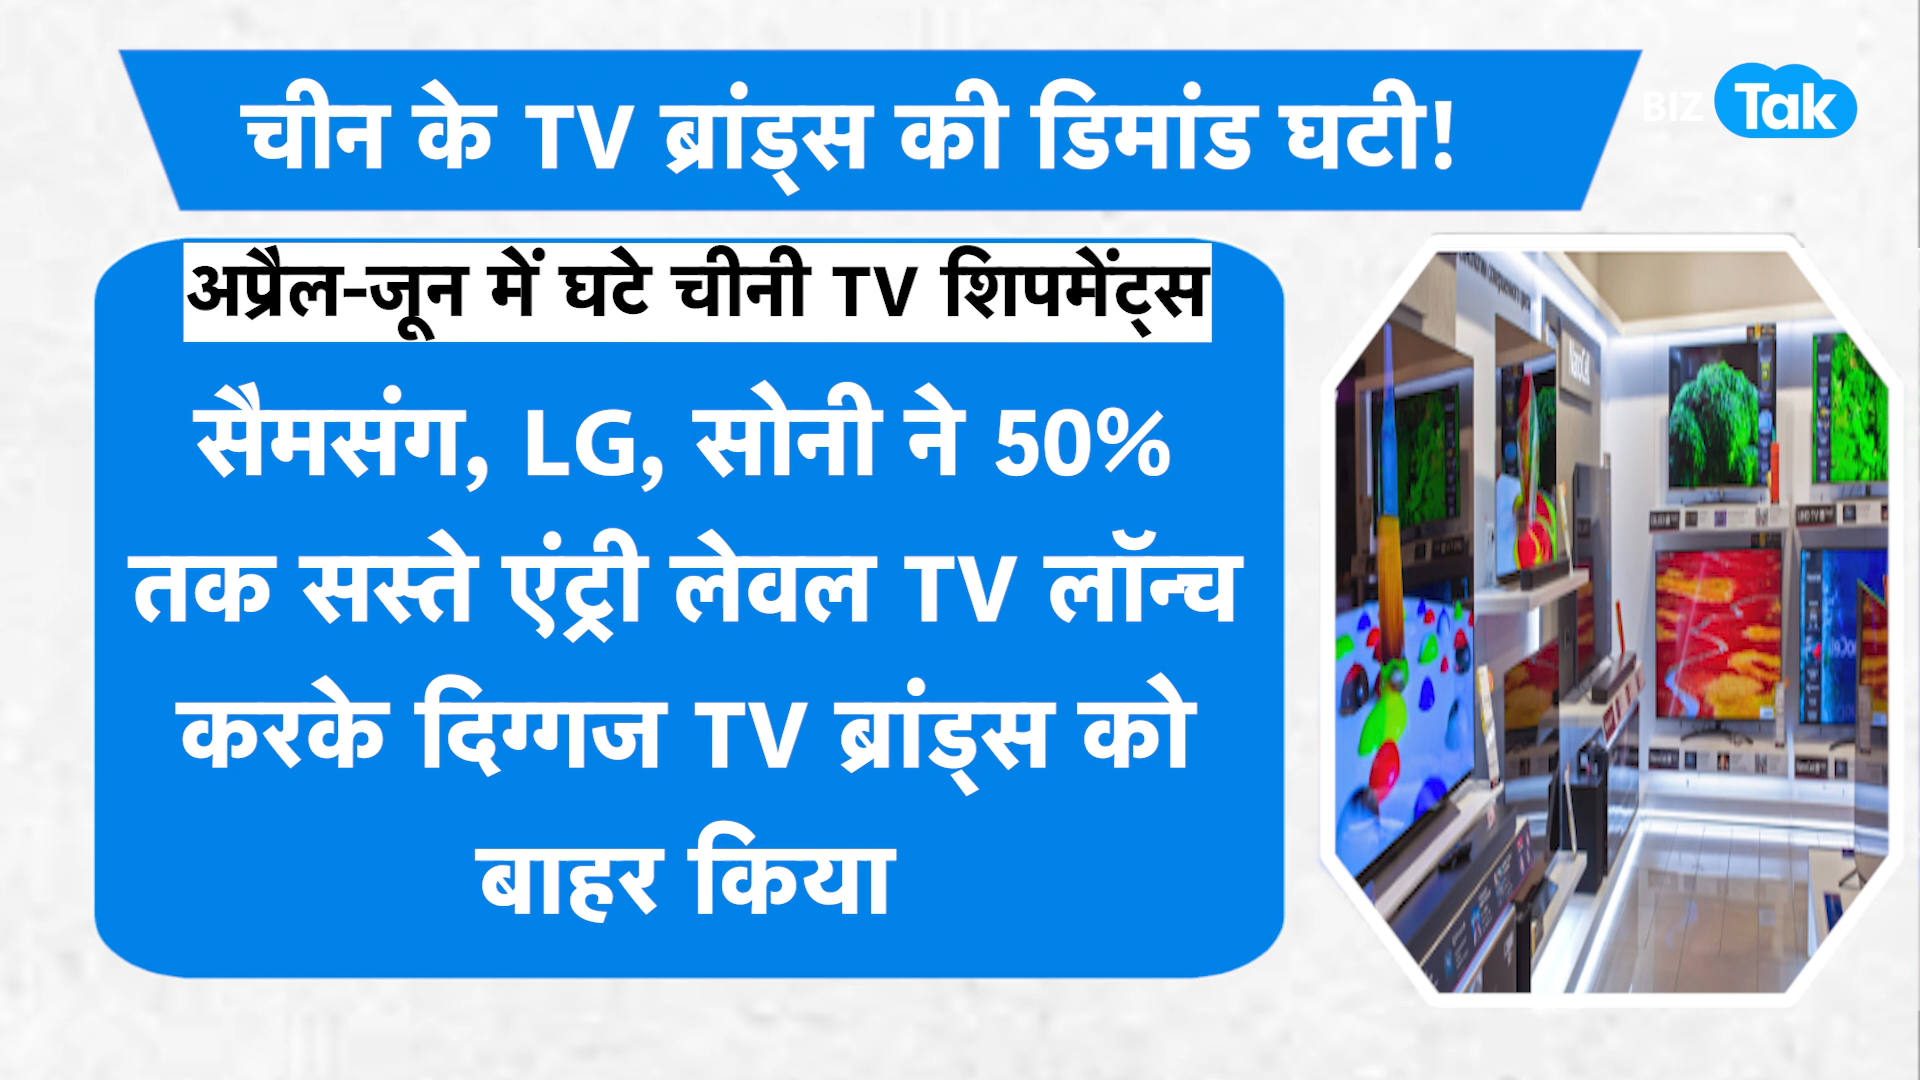 चीन के TV ब्रांड्स की डिमांड घटी!
BIZ Tak
अप्रैल-जून में घटे चीनी TV शिपमेंट्स
सैमसंग, LG, सोनी ने 50%
तक सस्ते एंट्री लेवल TV लॉन्च
करके दिग्गज TV ब्रांड्स को
बाहर किया
NanoCell